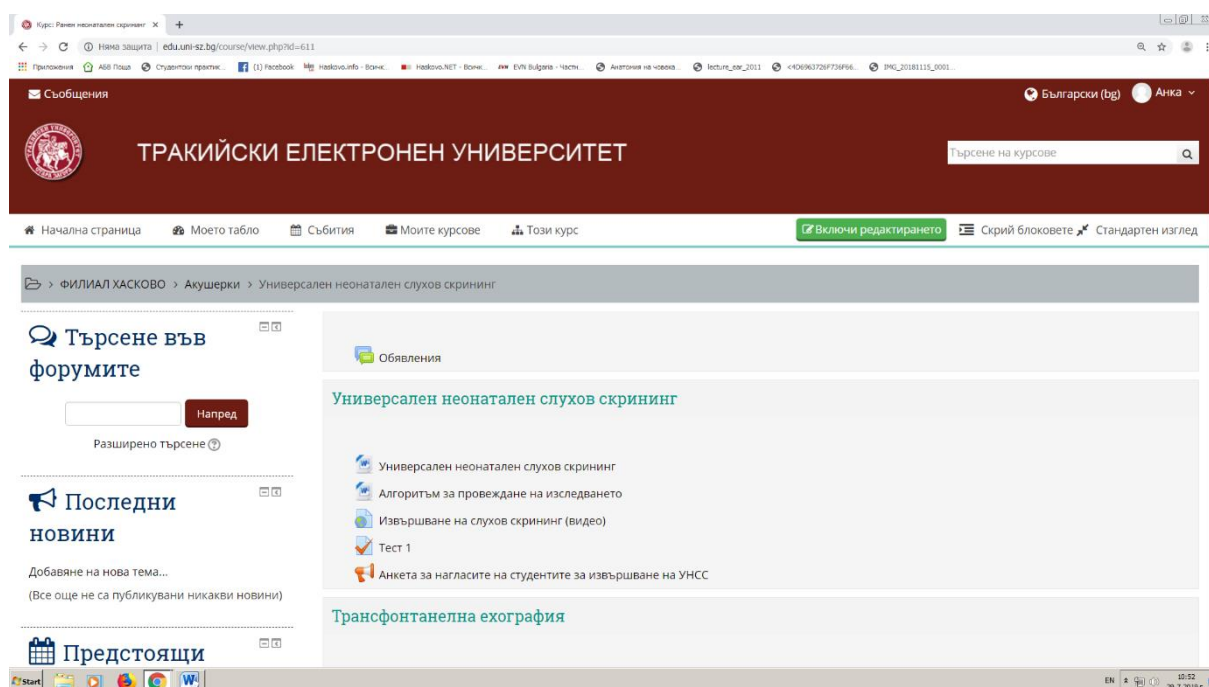 Курс: Ранен неонатален скрининг
Няма защита | edu.uni-sz.bg/course/view.php?id=611
Приложения АБВ Поща Студентски практик... (1) Facebook Haskovo.info - Всичк... Haskovo.NET - Всичк... EVN Bulgaria - Частн... Анатомия на човека... lecture_ear_2011 <4D6963726F736F66... IMG_20181115_0001...
Съобщения Български (bg) Анка
ТРАКИЙСКИ ЕЛЕКТРОНЕН УНИВЕРСИТЕТ
Търсене на курсове
Начална страница Моето табло Събития Моите курсове Този курс Включи редактирането Скрий блоковете Стандартен изглед
> ФИЛИАЛ ХАСКОВО > Акушерки > Универсален неонатален слухов скрининг
Търсене във
форумите
Напред
Разширено търсене
Последни
новини
Добавяне на нова тема...
(Все още не са публикувани никакви новини)
Предстоящи
Обявления
Универсален неонатален слухов скрининг
Универсален неонатален слухов скрининг
Алгоритъм за провеждане на изследването
Извършване на слухов скрининг (видео)
Тест 1
Анкета за нагласите на студентите за извършване на УНСС
Трансфонтанелна ехография
Start EN 10:52